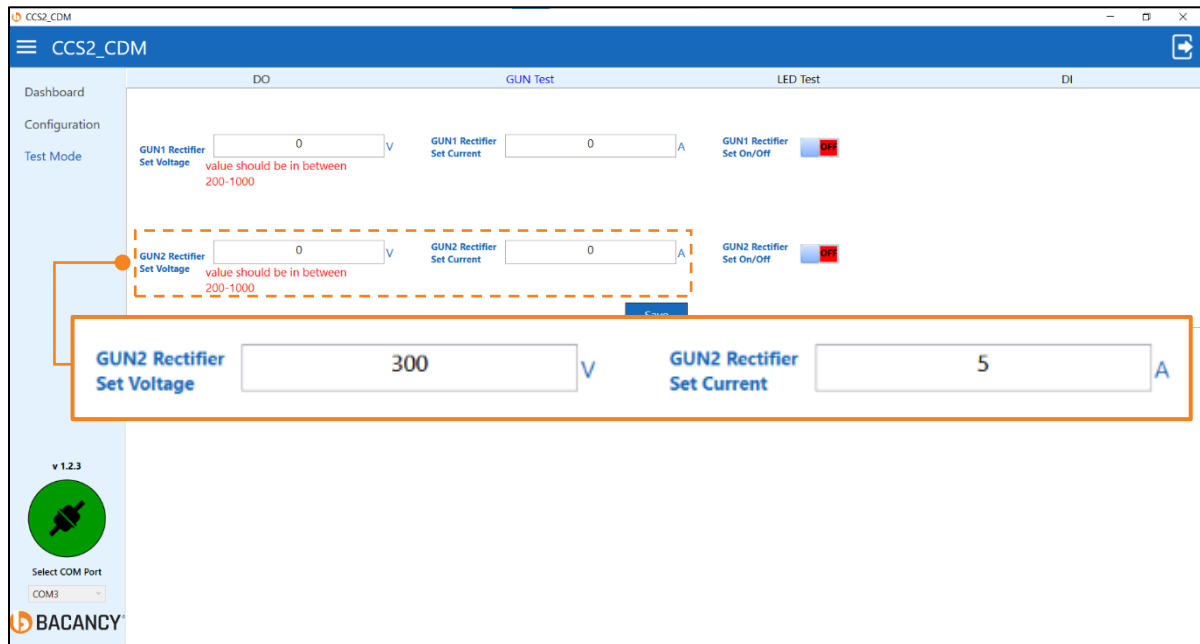 CCS2_CDM
CCS2_CDM
DO GUN Test LED Test DI
Dashboard
Configuration
Test Mode
GUN1 Rectifier
Set Voltage
0
V
value should be in between
200-1000
GUN1 Rectifier
Set Current
0
A
GUN1 Rectifier
Set On/Off
OFF
GUN2 Rectifier
Set Voltage
0
V
value should be in between
200-1000
GUN2 Rectifier
Set Current
0
A
GUN2 Rectifier
Set On/Off
OFF
Save
GUN2 Rectifier
Set Voltage
300
V
GUN2 Rectifier
Set Current
5
A
v 1.2.3
Select COM Port
COM3
BACANCY